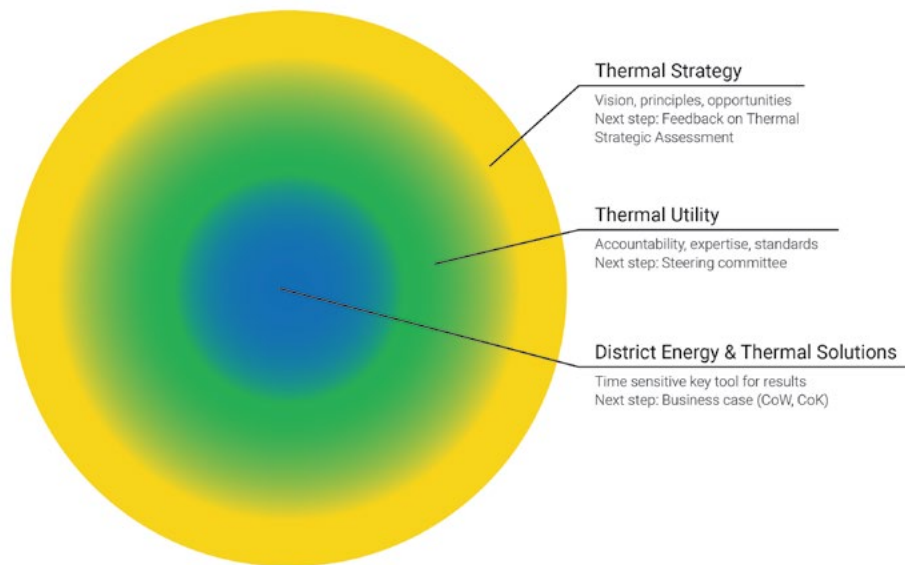 Thermal Strategy
Vision, principles, opportunities
Next step: Feedback on Thermal
Strategic Assessment
Thermal Utility
Accountability, expertise, standards
Next step: Steering committee
District Energy & Thermal Solutions
Time sensitive key tool for results
Next step: Business case (CoW, CoK)